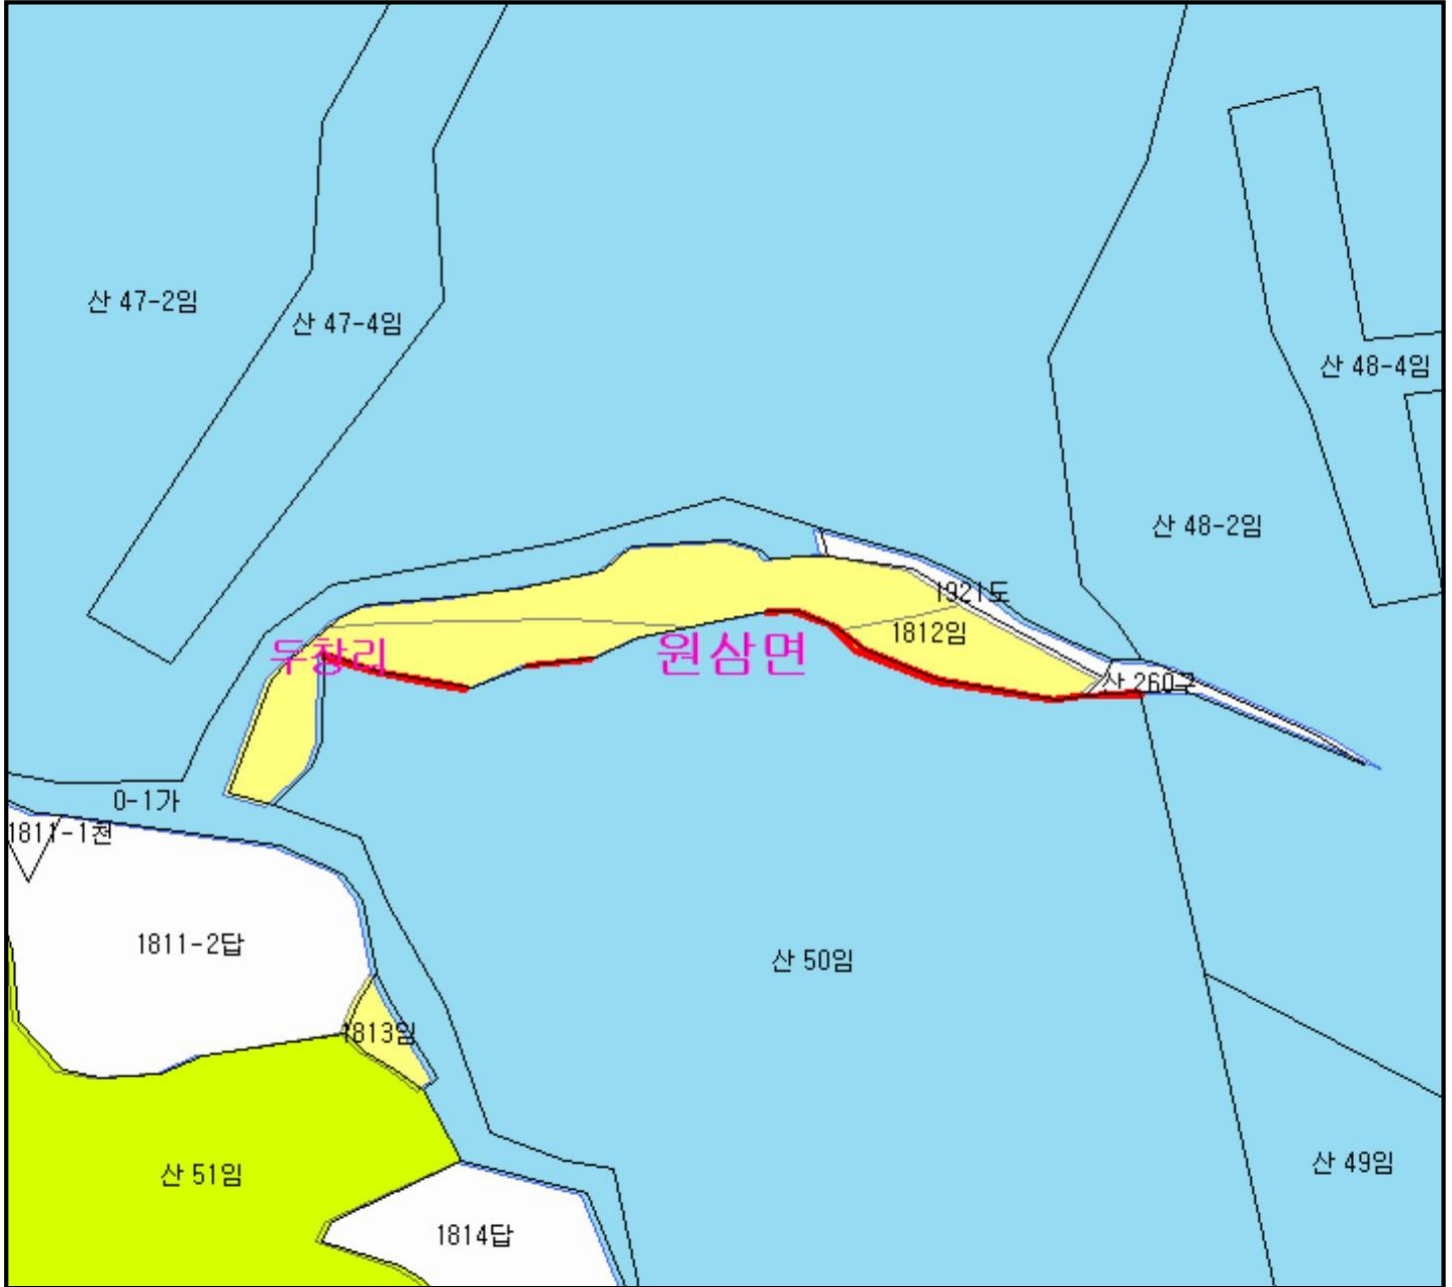 산 47-2임
산 47-4임
산 48-4임
산 48-2임
1921도
1812임
두창리
원삼면
산 260구
0-1가
1811-1천
1811-2답
산 50임
1813임
산 49임
산 51임
1814답